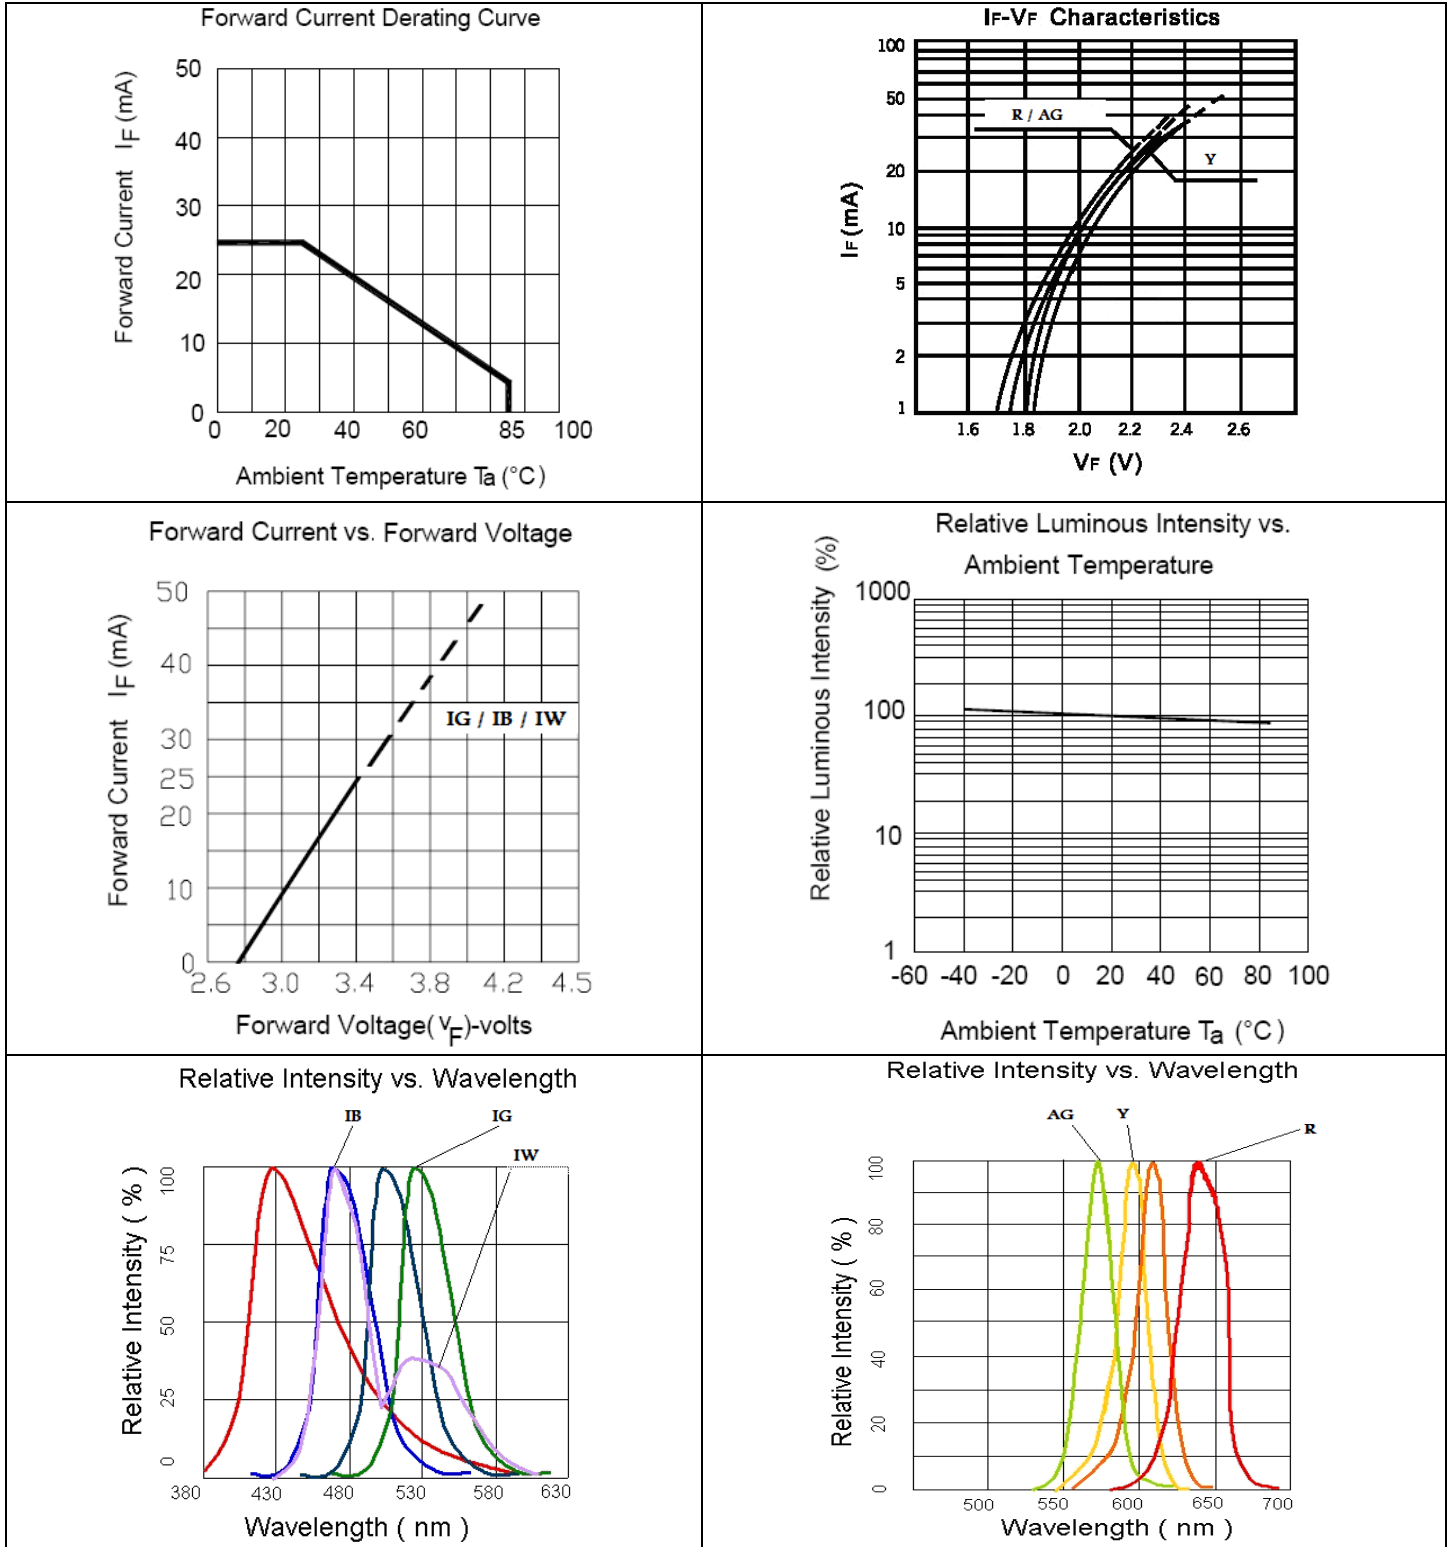 Forward Current Derating Curve
Forward Current IF (mA)
50
40
30
20
10
0
0 20 40 60 85 100
Ambient Temperature Ta (°C)
IF-VF Characteristics
IF (mA)
100
50
20
10
5
2
1
R / AG
Y
1.6 1.8 2.0 2.2 2.4 2.6
VF (V)
Forward Current vs. Forward Voltage
Forward Current IF (mA)
50
40
30
25
20
10
0
IG / IB / IW
2.6 3.0 3.4 3.8 4.2 4.5
Forward Voltage(VF)-volts
Relative Luminous Intensity vs.
Ambient Temperature
Relative Luminous Intensity (%)
1000
100
10
1
-60 -40 -20 0 20 40 60 80 100
Ambient Temperature Ta (°C)
Relative Intensity vs. Wavelength
IB
IG
IW
Relative Intensity ( % )
100
75
50
25
0
380 430 480 530 580 630
Wavelength ( nm )
Relative Intensity vs. Wavelength
AG
Y
R
Relative Intensity ( % )
100
80
60
40
20
0
500 550 600 650 700
Wavelength ( nm )